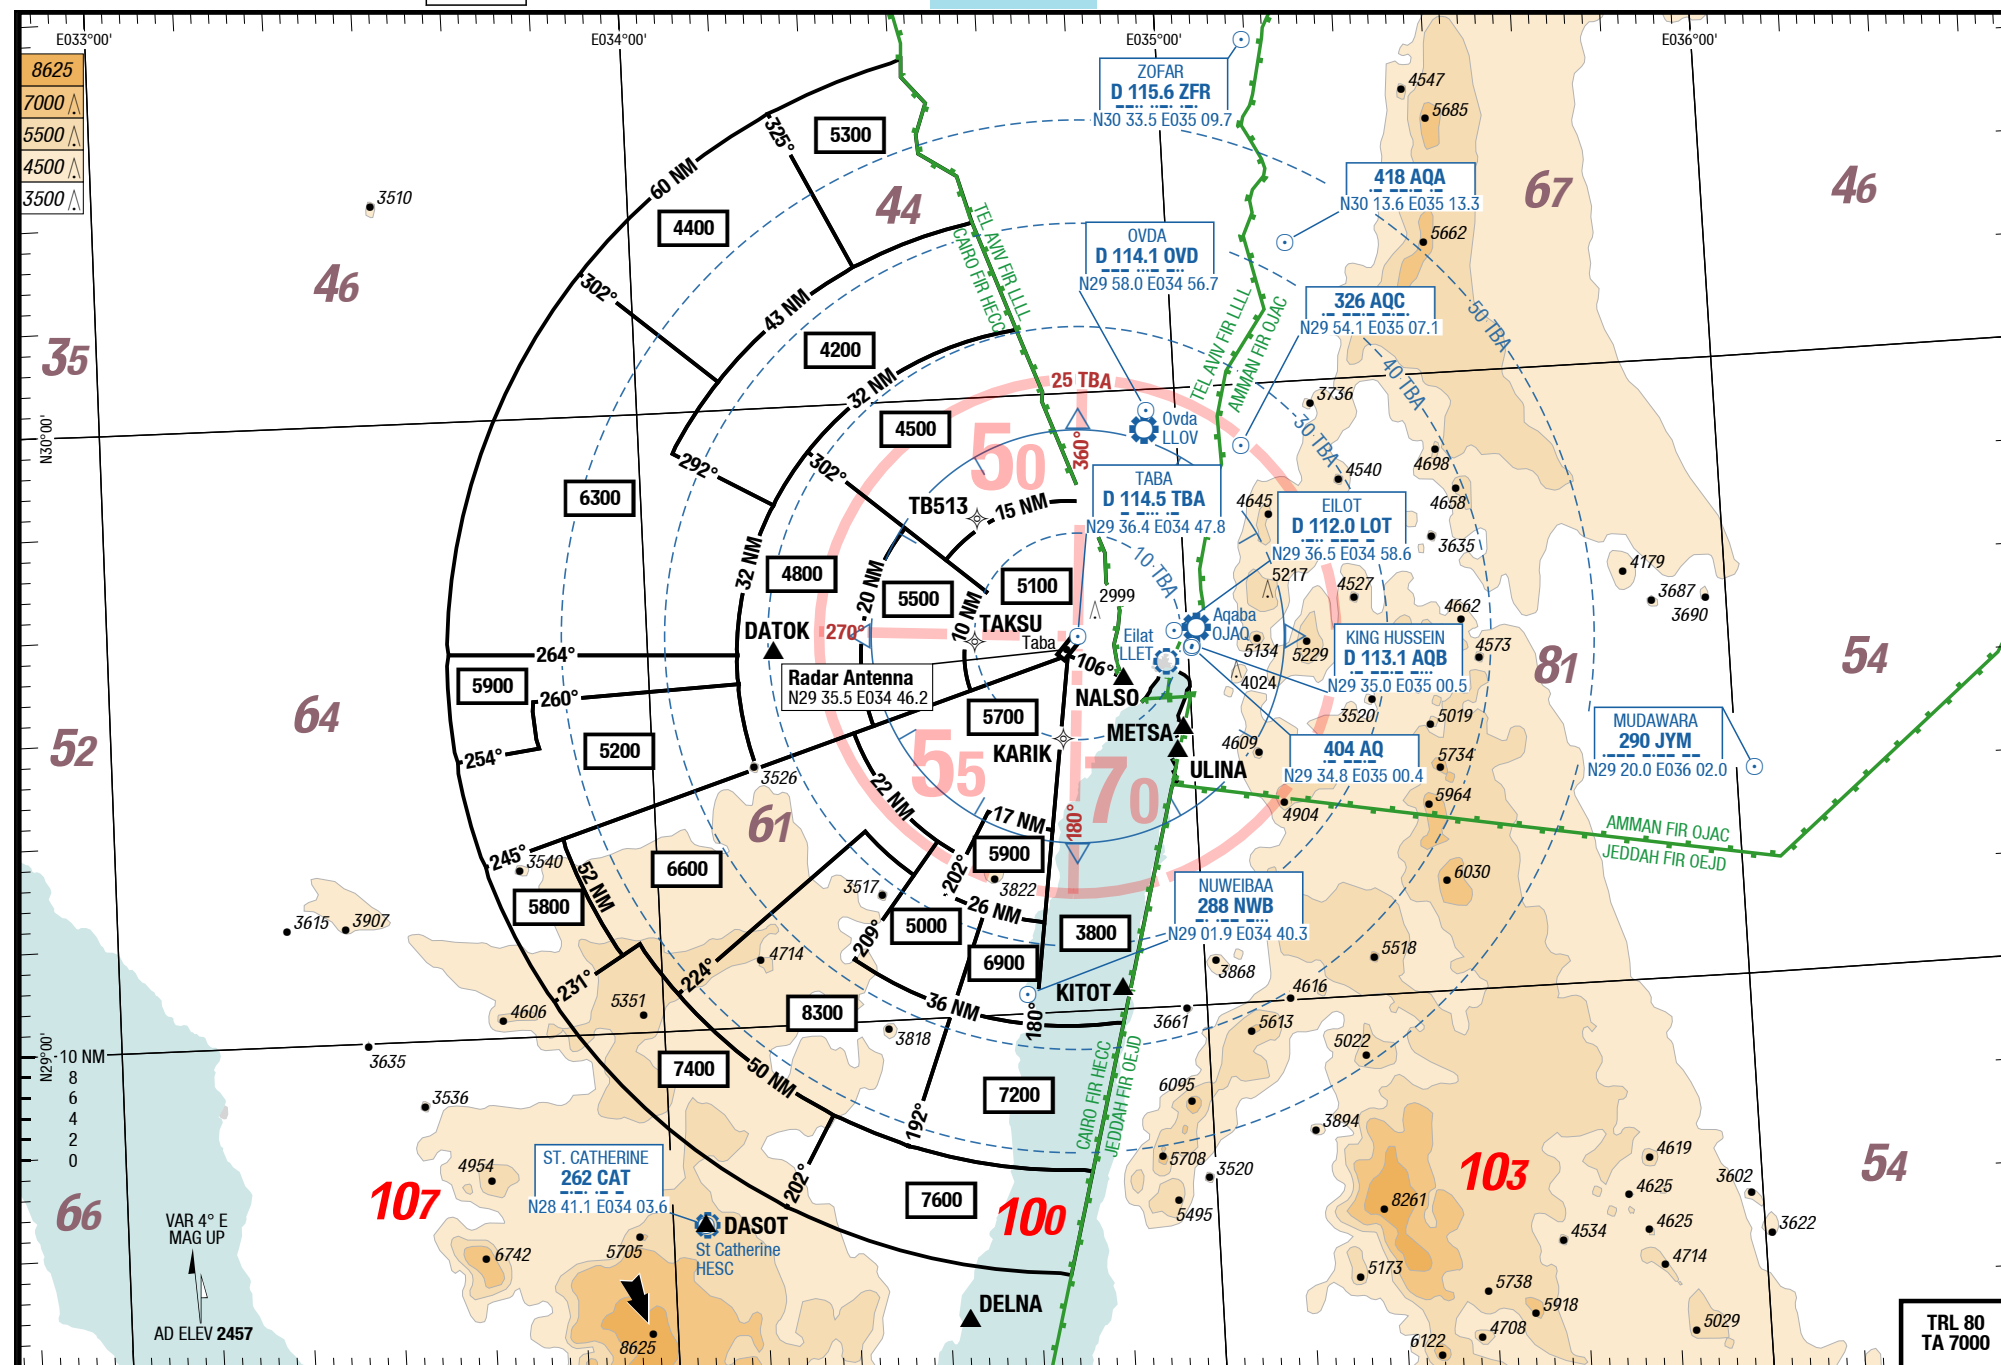 E033°00'
E034°00'
E035°00'
E036°00'
8625
7000
5500
4500
3500
ZOFAR
D 115.6 ZFR
N30 33.5 E035 09.7
4547
5685
5300
325°
60 NM
3510
44
418 AQA
N30 13.6 E035 13.3
67
46
4400
TEL AVIV FIR LLLL
CAIRO FIR HECC
OVDA
D 114.1 OVD
N29 58.0 E034 56.7
5662
46
302°
43 NM
326 AQC
N29 54.1 E035 07.1
TEL AVIV FIR LLLL
AMMAN FIR OJAC
50 TBA
35
4200
32 NM
25 TBA
40 TBA
3736
N30°00'
4500
50
360°
Ovda
LLOV
30 TBA
292°
302°
4540
4698
4658
6300
TB513
15 NM
TABA
D 114.5 TBA
N29 36.4 E034 47.8
4645
EILOT
D 112.0 LOT
N29 36.5 E034 58.6
3635
10 TBA
32 NM
4800
20 NM
5500
5100
10 NM
2999
5217
4527
4179
3687
3690
4662
DATOK
270°
TAKSU
Taba
Eilat
LLET
Aqaba
OJAQ
5134
5229
KING HUSSEIN
D 113.1 AQB
N29 35.0 E035 00.5
4573
264°
106°
81
54
5900
260°
Radar Antenna
N29 35.5 E034 46.2
NALSO
4024
3520
5019
64
5700
METSA
MUDAWARA
290 JYM
N29 20.0 E036 02.0
52
254°
5200
KARIK
4609
404 AQ
N29 34.8 E035 00.4
5734
3526
55
70
ULINA
22 NM
5964
61
17 NM
180°
4904
AMMAN FIR OJAC
JEDDAH FIR OEJD
245°
3540
52 NM
6600
5900
202°
3822
3517
6030
5800
NUWEIBAA
288 NWB
N29 01.9 E034 40.3
3615
3907
26 NM
5000
209°
3800
4714
6900
5518
3868
231°
224°
4606
5351
8300
36 NM
KITOT
180°
4616
3661
3818
5613
5022
N29°00'
10 NM
8
6
4
2
0
3635
7400
50 NM
CAIRO FIR HECC
JEDDAH FIR OEJD
3536
7200
6095
192°
3894
ST. CATHERINE
262 CAT
N28 41.1 E034 03.6
4954
5708
3520
4619
3602
202°
103
54
66
107
7600
100
5495
8261
4625
4625
3622
VAR 4° E
MAG UP
DASOT
St Catherine
HESC
5705
4534
6742
4714
5173
5738
5918
5029
DELNA
AD ELEV 2457
8625
6122
4708
TRL 80
TA 7000